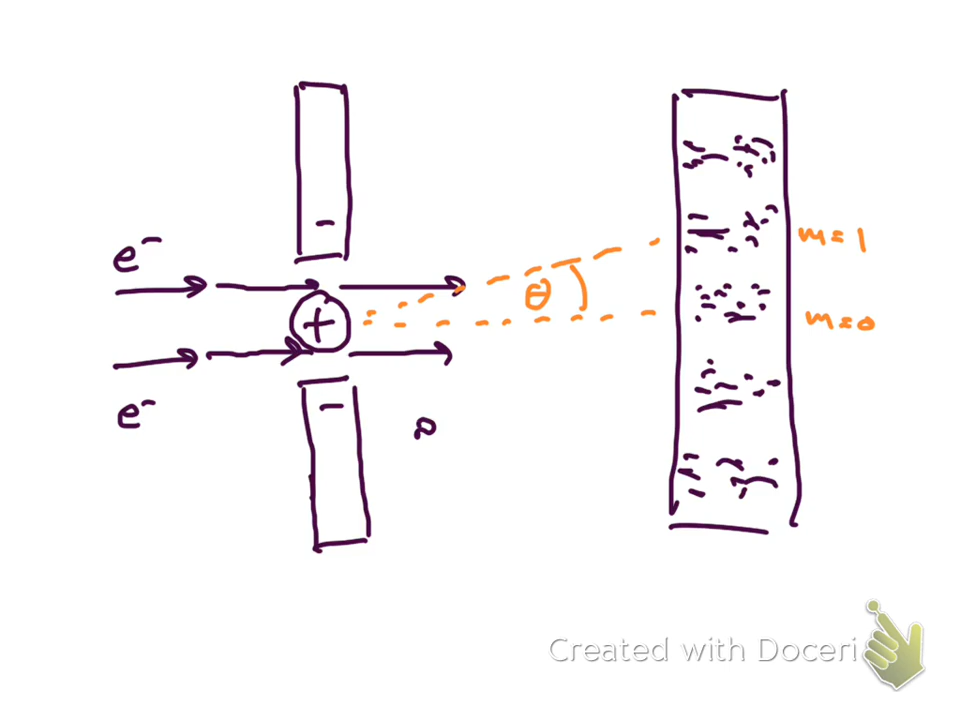 e⁻
e⁻
−
+
−
θ
m=1
m=0
Created with Doceri